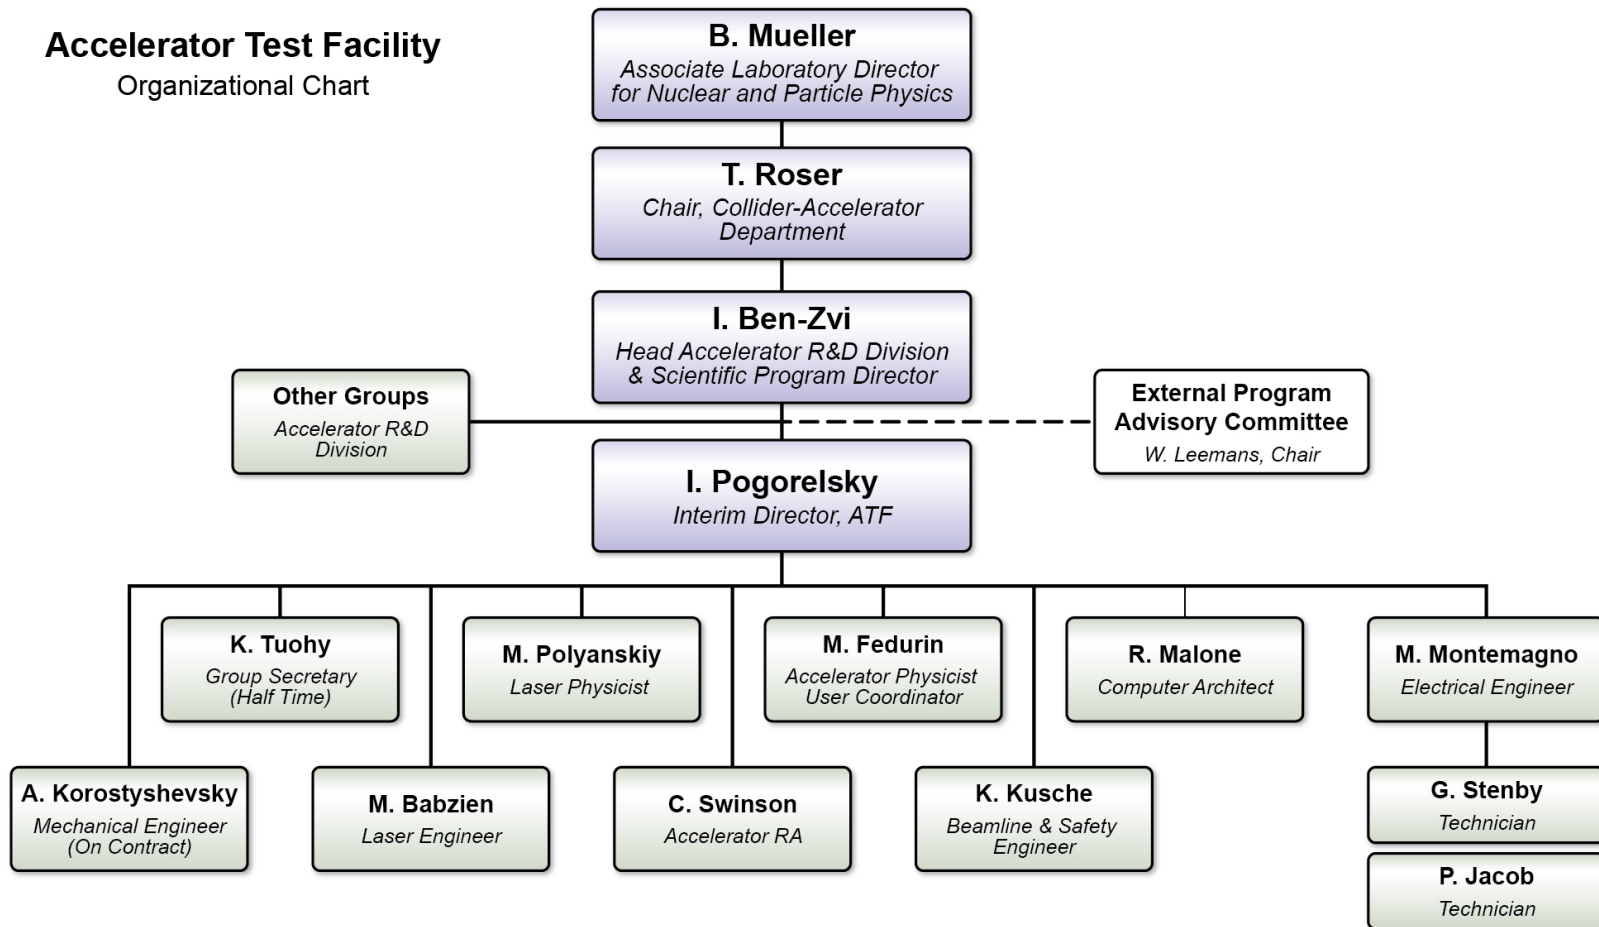 Accelerator Test Facility
Organizational Chart
B. Mueller
Associate Laboratory Director
for Nuclear and Particle Physics
T. Roser
Chair, Collider-Accelerator
Department
I. Ben-Zvi
Head Accelerator R&D Division
& Scientific Program Director
Other Groups
Accelerator R&D
Division
External Program
Advisory Committee
W. Leemans, Chair
I. Pogorelsky
Interim Director, ATF
K. Tuohy
Group Secretary
(Half Time)
M. Polyanskiy
Laser Physicist
M. Fedurin
Accelerator Physicist
User Coordinator
R. Malone
Computer Architect
M. Montemagno
Electrical Engineer
A. Korostyshevsky
Mechanical Engineer
(On Contract)
M. Babzien
Laser Engineer
C. Swinson
Accelerator RA
K. Kusche
Beamline & Safety
Engineer
G. Stenby
Technician
P. Jacob
Technician